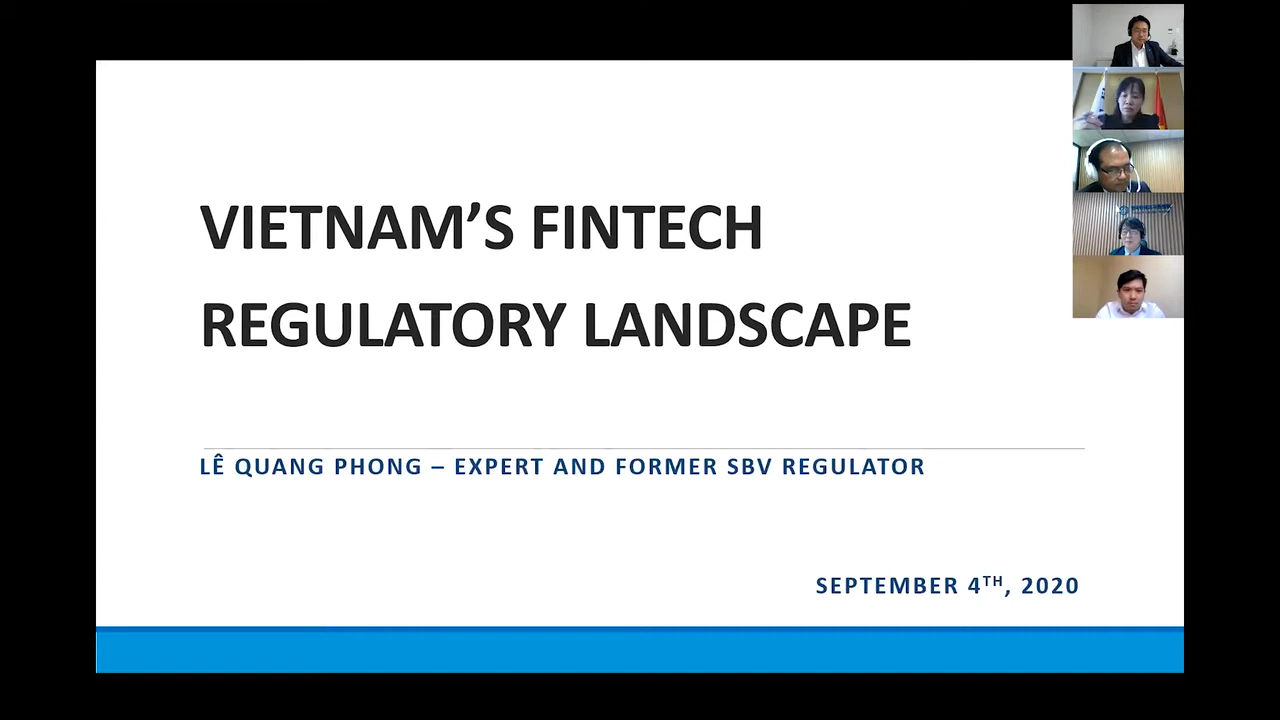 VIETNAM’S FINTECH
REGULATORY LANDSCAPE
LÊ QUANG PHONG – EXPERT AND FORMER SBV REGULATOR
SEPTEMBER 4TH, 2020